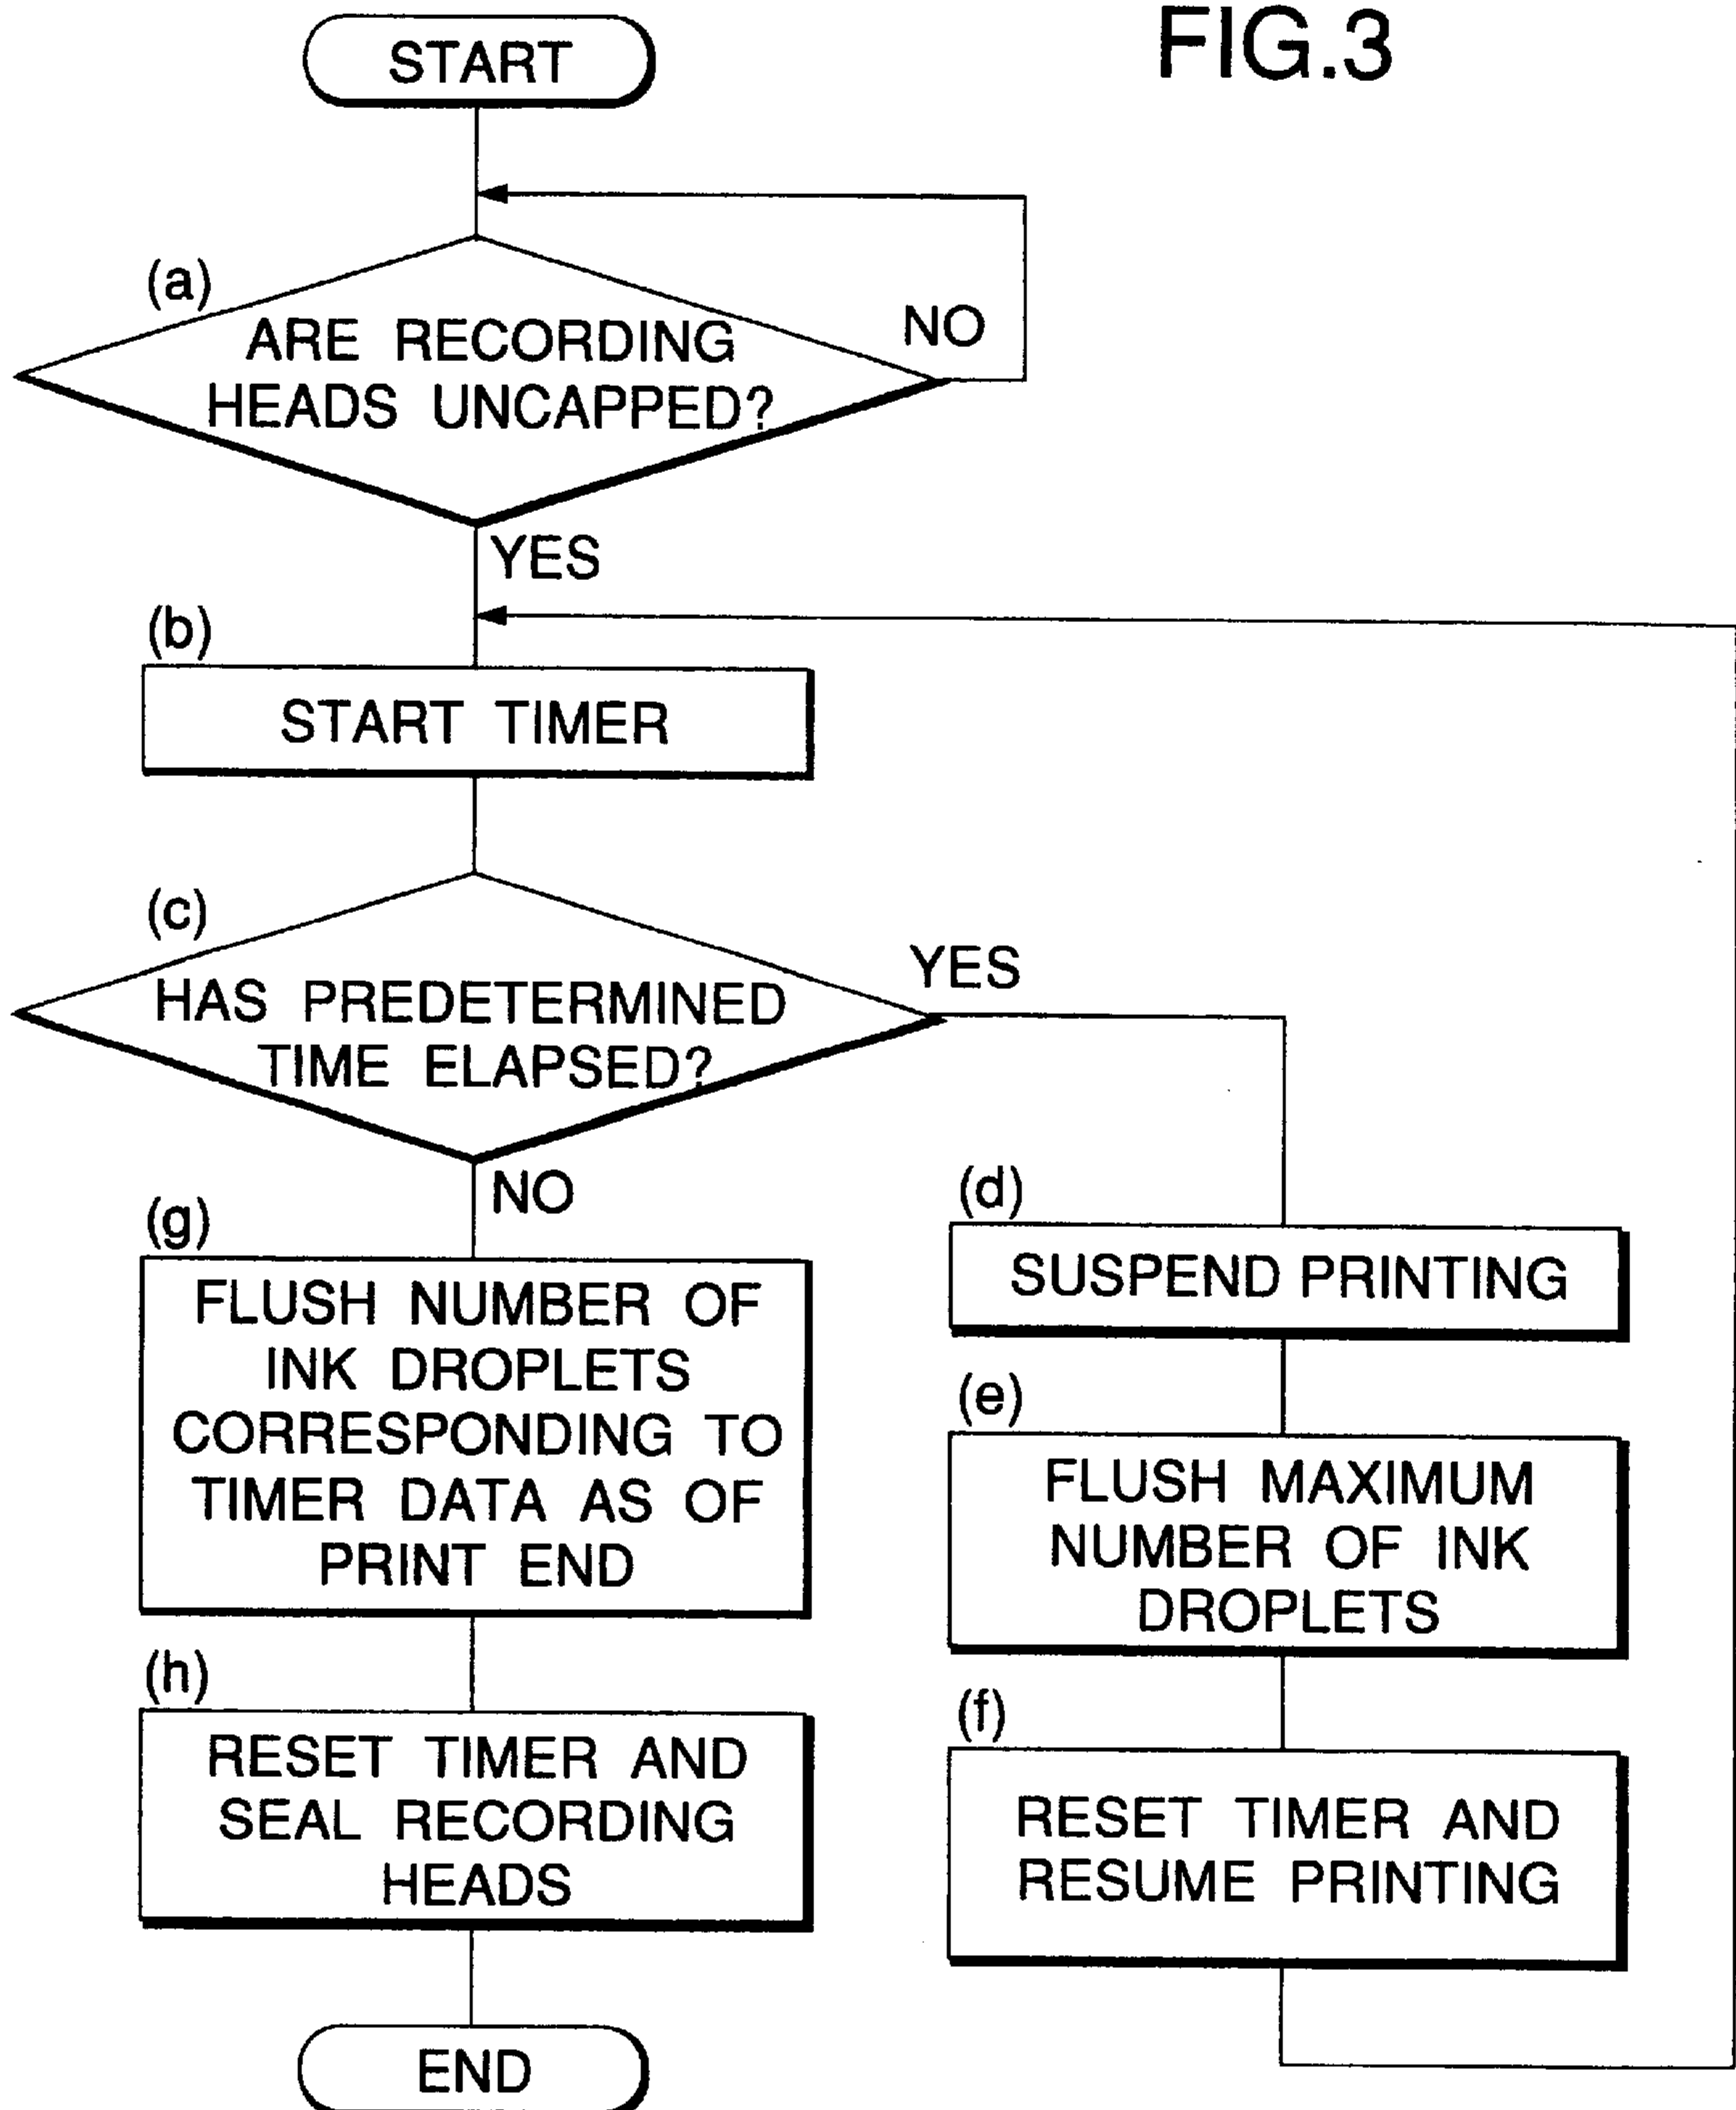 FIG.3
START
(a)
ARE RECORDING
HEADS UNCAPPED?
NO
YES
(b)
START TIMER
(c)
HAS PREDETERMINED
TIME ELAPSED?
YES
NO
(d)
SUSPEND PRINTING
(e)
FLUSH MAXIMUM
NUMBER OF INK
DROPLETS
(f)
RESET TIMER AND
RESUME PRINTING
(g)
FLUSH NUMBER OF
INK DROPLETS
CORRESPONDING TO
TIMER DATA AS OF
PRINT END
(h)
RESET TIMER AND
SEAL RECORDING
HEADS
END